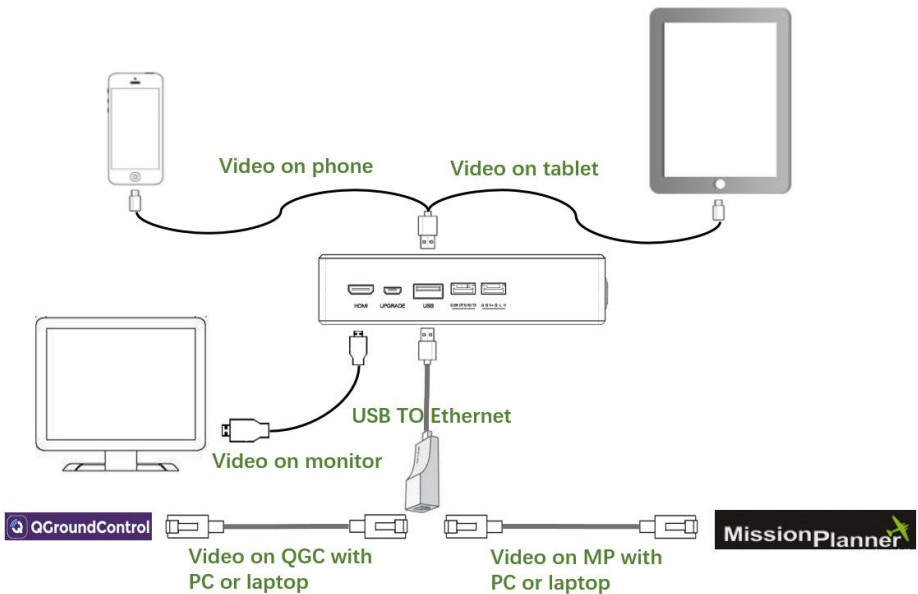 Video on phone
Video on tablet
HDMI
UPGRADE
USB
USB TO Ethernet
Video on monitor
QGroundControl
MissionPlanner
Video on QGC with
PC or laptop
Video on MP with
PC or laptop